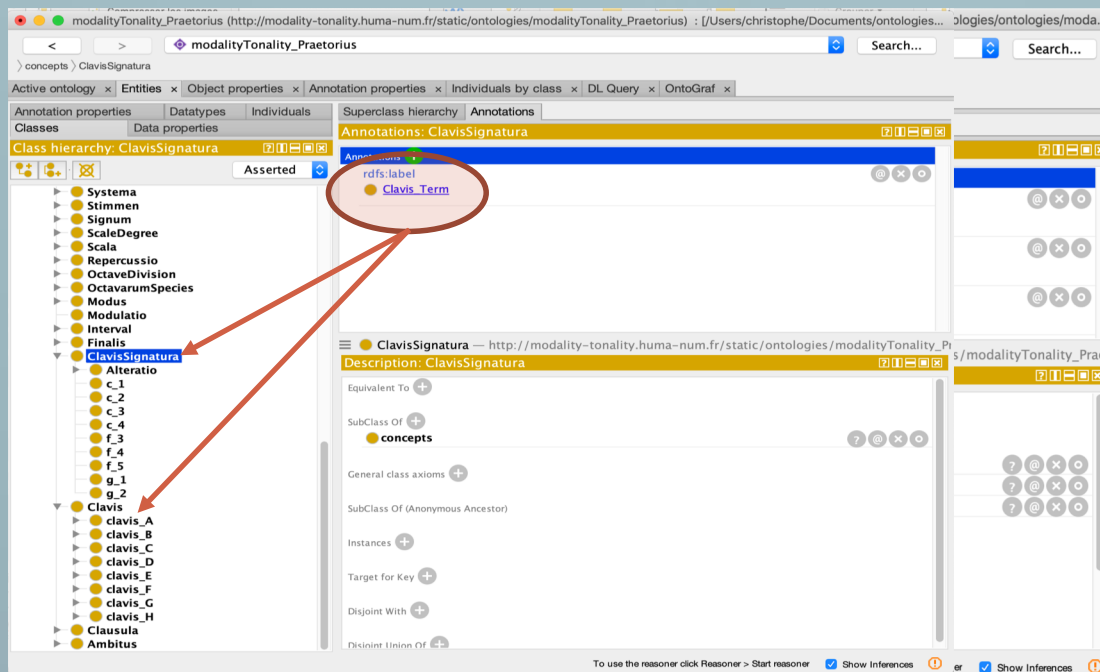 modalityTonality_Praetorius (http://modality-tonality.huma-num.fr/static/ontologies/modalityTonality_Praetorius) : [/Users/christophe/Documents/ontologies...
ologies/ontologies/moda.
<
>
modalityTonality_Praetorius
Search...
Search...
concepts
ClavisSignatura
Active ontology ×
Entities ×
Object properties ×
Annotation properties ×
Individuals by class ×
DL Query ×
OntoGraf ×
Annotation properties
Datatypes
Individuals
Classes
Data properties
Class hierarchy: ClavisSignatura
Asserted
Systema
Stimmen
Signum
ScaleDegree
Scala
Repercussio
OctaveDivision
OctavarumSpecies
Modus
Modulatio
Interval
Finalis
ClavisSignatura
Alteratio
c_1
c_2
c_3
c_4
f_3
f_4
f_5
g_1
g_2
Clavis
clavis_A
clavis_B
clavis_C
clavis_D
clavis_E
clavis_F
clavis_G
clavis_H
Clausula
Ambitus
Superclass hierarchy
Annotations
Annotations: ClavisSignatura
Annotations
rdfs:label
Clavis_Term
ClavisSignatura — http://modality-tonality.huma-num.fr/static/ontologies/modalityTonality_P
s/modalityTonality_Prae
Description: ClavisSignatura
Equivalent To
SubClass Of
concepts
General class axioms
SubClass Of (Anonymous Ancestor)
Instances
Target for Key
Disjoint With
Disjoint Union Of
To use the reasoner click Reasoner > Start reasoner
Show Inferences
er
Show Inferences